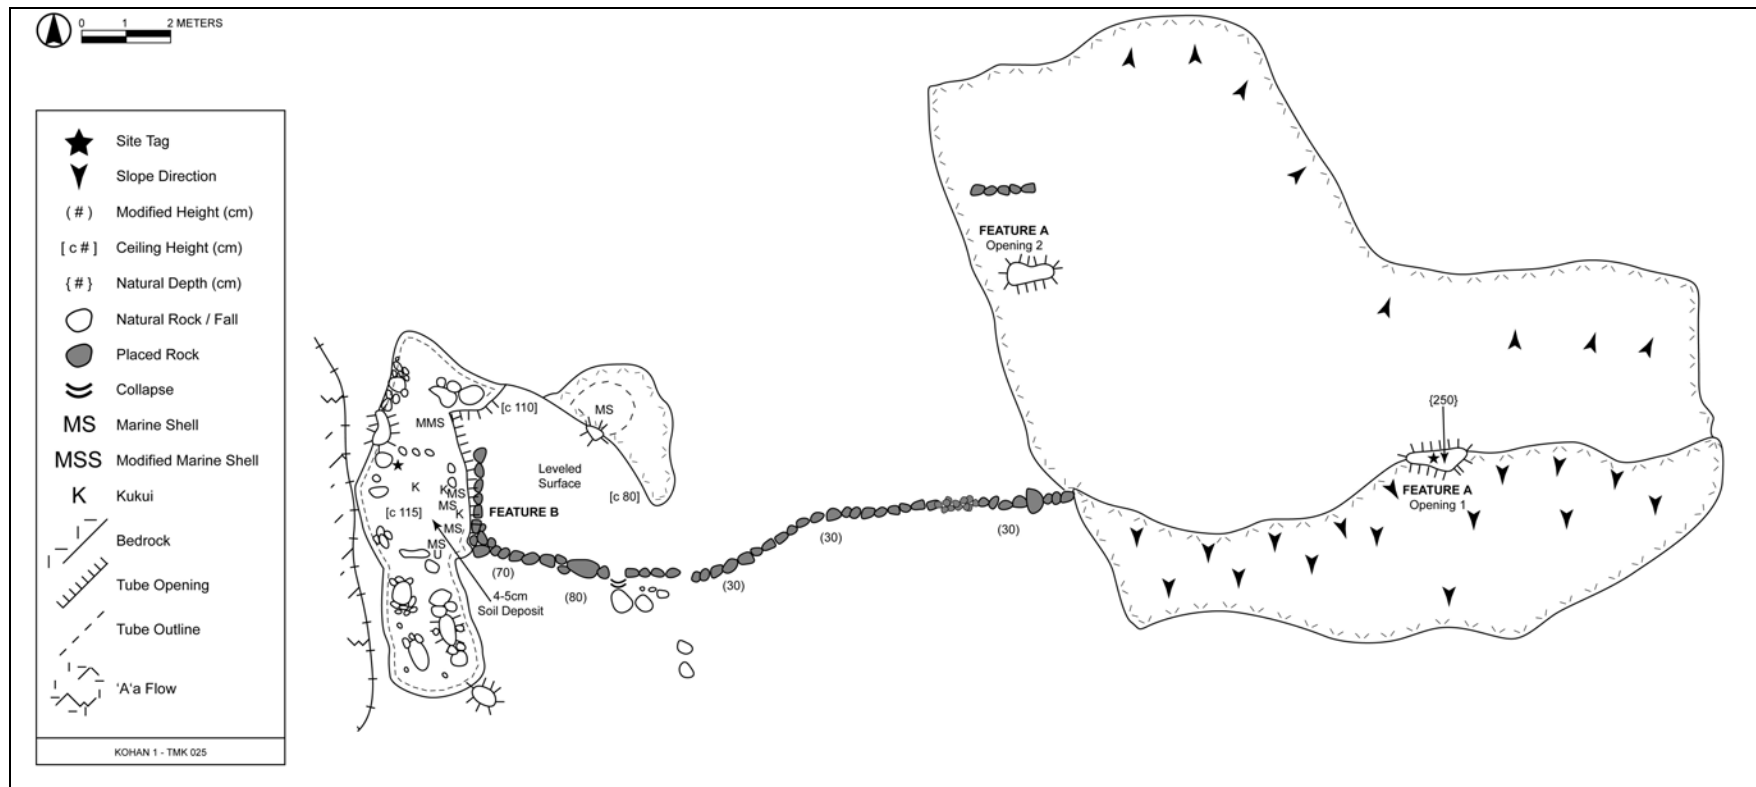 0 1 2 METERS
Site Tag
Slope Direction
( # ) Modified Height (cm)
[ c # ] Ceiling Height (cm)
{ # } Natural Depth (cm)
Natural Rock / Fall
Placed Rock
Collapse
MS Marine Shell
MSS Modified Marine Shell
K Kukui
Bedrock
Tube Opening
Tube Outline
‘A‘a Flow
KOHAN 1 - TMK 025
[c 110]
MS
MMS
Leveled
Surface
[c 80]
K
K
MS
MS
K
[c 115]
MS
MS
U
FEATURE B
(70)
(80)
4-5cm
Soil Deposit
(30)
(30)
(30)
FEATURE A
Opening 2
{250}
FEATURE A
Opening 1